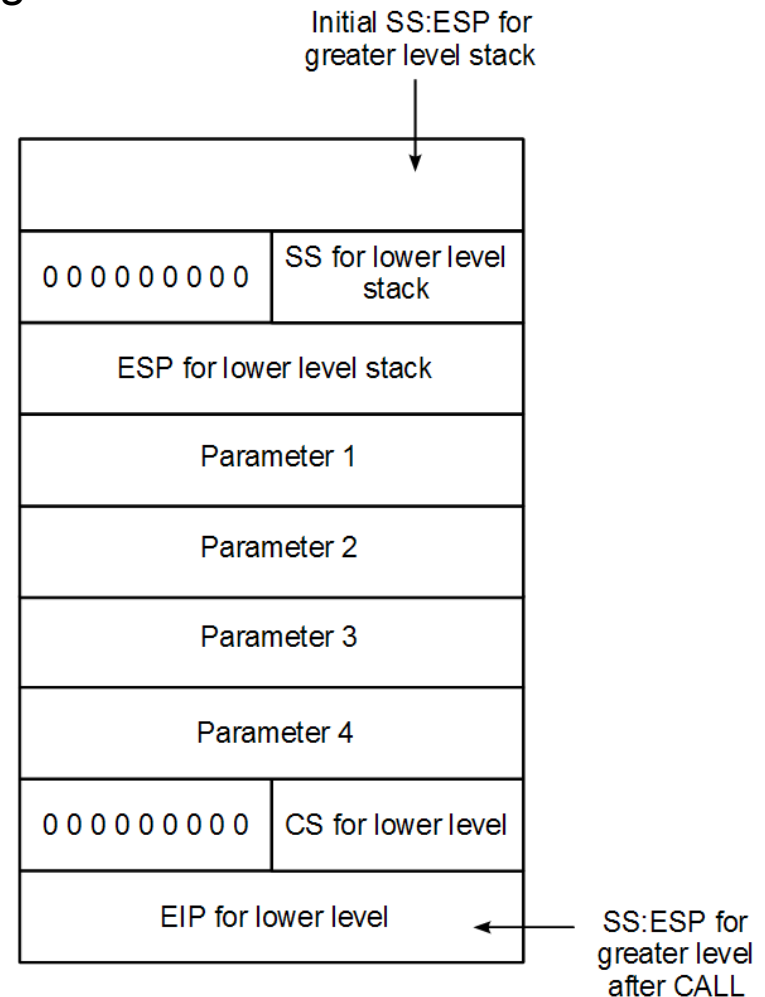 g
Initial SS:ESP for
greater level stack
0 0 0 0 0 0 0 0 0
SS for lower level
stack
ESP for lower level stack
Parameter 1
Parameter 2
Parameter 3
Parameter 4
0 0 0 0 0 0 0 0 0
CS for lower level
EIP for lower level
SS:ESP for
greater level
after CALL